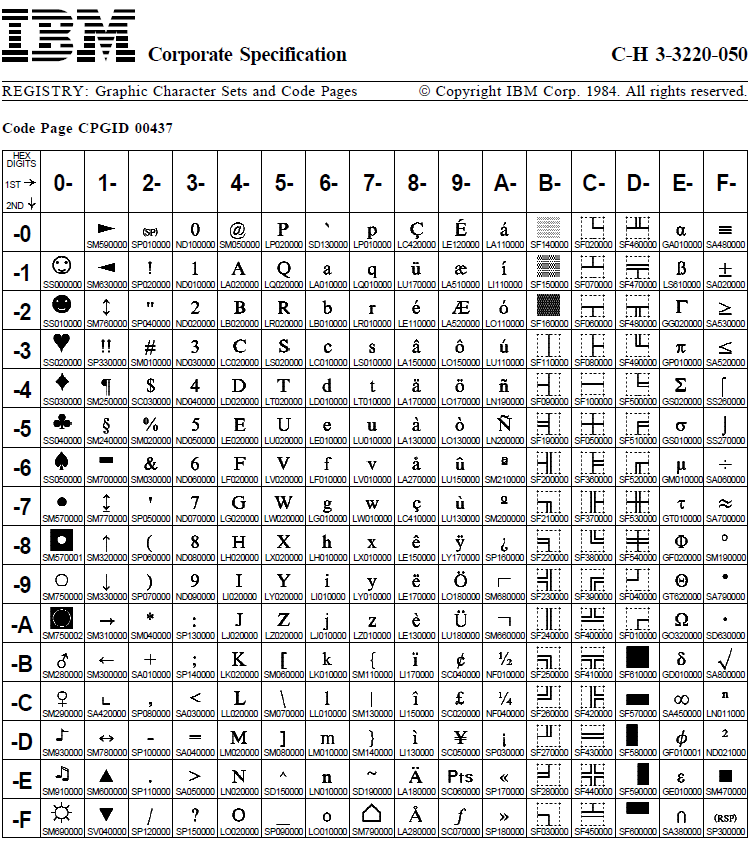 IBM Corporate Specification C-H 3-3220-050
REGISTRY: Graphic Character Sets and Code Pages © Copyright IBM Corp. 1984. All rights reserved.
Code Page CPGID 00437
HEX
DIGITS
1ST → 0- 1- 2- 3- 4- 5- 6- 7- 8- 9- A- B- C- D- E- F-
2ND ↓
-0 ► (SP) 0 @ P ` p Ç É á ░ └ ╨ α ≡
SM590000 SP010000 ND100000 SM050000 LP020000 SD130000 LP010000 LC420000 LE120000 LA110000 SF140000 SF020000 SF460000 GA010000 SA480000
-1 ☺ ◄ ! 1 A Q a q ü æ í ▒ ┴ ╤ ß ±
SS000000 SM630000 SP020000 ND010000 LA020000 LQ020000 LA010000 LQ010000 LU170000 LA510000 LI110000 SF150000 SF070000 SF470000 LS610000 SA020000
-2 ☻ ↕ " 2 B R b r é Æ ó ▓ ┬ ╥ Γ ≥
SS010000 SM760000 SP040000 ND020000 LB020000 LR020000 LB010000 LR010000 LE110000 LA520000 LO110000 SF160000 SF060000 SF480000 GG020000 SA530000
-3 ♥ ‼ # 3 C S c s â ô ú │ ├ ╙ π ≤
SS020000 SP330000 SM010000 ND030000 LC020000 LS020000 LC010000 LS010000 LA150000 LO150000 LU110000 SF110000 SF080000 SF490000 GP010000 SA520000
-4 ♦ ¶ $ 4 D T d t ä ö ñ ┤ ─ ╘ Σ ⌠
SS030000 SM250000 SC030000 ND040000 LD020000 LT020000 LD010000 LT010000 LA170000 LO170000 LN190000 SF090000 SF100000 SF500000 GS020000 SS260000
-5 ♣ § % 5 E U e u à ò Ñ ╡ ┼ ╒ σ ⌡
SS040000 SM240000 SM020000 ND050000 LE020000 LU020000 LE010000 LU010000 LA130000 LO130000 LN200000 SF190000 SF050000 SF510000 GS010000 SS270000
-6 ♠ ▬ & 6 F V f v å û ª ╢ ╞ ╓ μ ÷
SS050000 SM700000 SM030000 ND060000 LF020000 LV020000 LF010000 LV010000 LA270000 LU150000 SM210000 SF200000 SF360000 SF520000 GM010000 SA060000
-7 • ↨ ' 7 G W g w ç ù º ╖ ╟ ╫ τ ≈
SM570000 SM770000 SP050000 ND070000 LG020000 LW020000 LG010000 LW010000 LC410000 LU130000 SM200000 SF210000 SF370000 SF530000 GT010000 SA700000
-8 ◘ ↑ ( 8 H X h x ê ÿ ¿ ╕ ╚ ╪ Φ °
SM570001 SM320000 SP060000 ND080000 LH020000 LX020000 LH010000 LX010000 LE150000 LY170000 SP160000 SF220000 SF380000 SF540000 GF020000 SM190000
-9 ○ ↓ ) 9 I Y i y ë Ö ⌐ ╣ ╔ ┘ Θ ∙
SM750000 SM330000 SP070000 ND090000 LI020000 LY020000 LI010000 LY010000 LE170000 LO180000 SM680000 SF230000 SF390000 SF040000 GT620000 SA790000
-A ◙ → * : J Z j z è Ü ¬ ║ ╩ ┌ Ω ·
SM750002 SM310000 SM040000 SP130000 LJ020000 LZ020000 LJ010000 LZ010000 LE130000 LU180000 SM660000 SF240000 SF400000 SF010000 GO320000 SD630000
-B ♂ ← + ; K [ k { ï ¢ ½ ╗ ╦ █ δ √
SM280000 SM300000 SA010000 SP140000 LK020000 SM060000 LK010000 SM110000 LI170000 SC040000 NF010000 SF250000 SF410000 SF610000 GD010000 SA800000
-C ♀ ∟ , < L \ l | î £ ¼ ╝ ╠ ▄ ∞ ⁿ
SM290000 SA420000 SP080000 SA030000 LL020000 SM070000 LL010000 SM130000 LI150000 SC020000 NF040000 SF260000 SF420000 SF570000 SA450000 LN011000
-D ♪ ↔ - = M ] m } ì ¥ ¡ ╜ ═ ▌ φ ²
SM930000 SM780000 SP100000 SA040000 LM020000 SM080000 LM010000 SM140000 LI130000 SC050000 SP030000 SF270000 SF430000 SF580000 GF010001 ND021000
-E ♫ ▲ . > N ^ n ~ Ä Pts « ╛ ╬ ▐ ε ■
SM910000 SM600000 SP110000 SA050000 LN020000 SD150000 LN010000 SD190000 LA180000 SC060000 SP170000 SF280000 SF440000 SF590000 GE010000 SM470000
-F ☼ ▼ / ? O _ o ⌂ Å ƒ » ┐ ╧ ▀ ∩ (RSP)
SM690000 SV040000 SP120000 SP150000 LO020000 SP090000 LO010000 SM790000 LA280000 SC070000 SP180000 SF030000 SF450000 SF600000 SA380000 SP300000